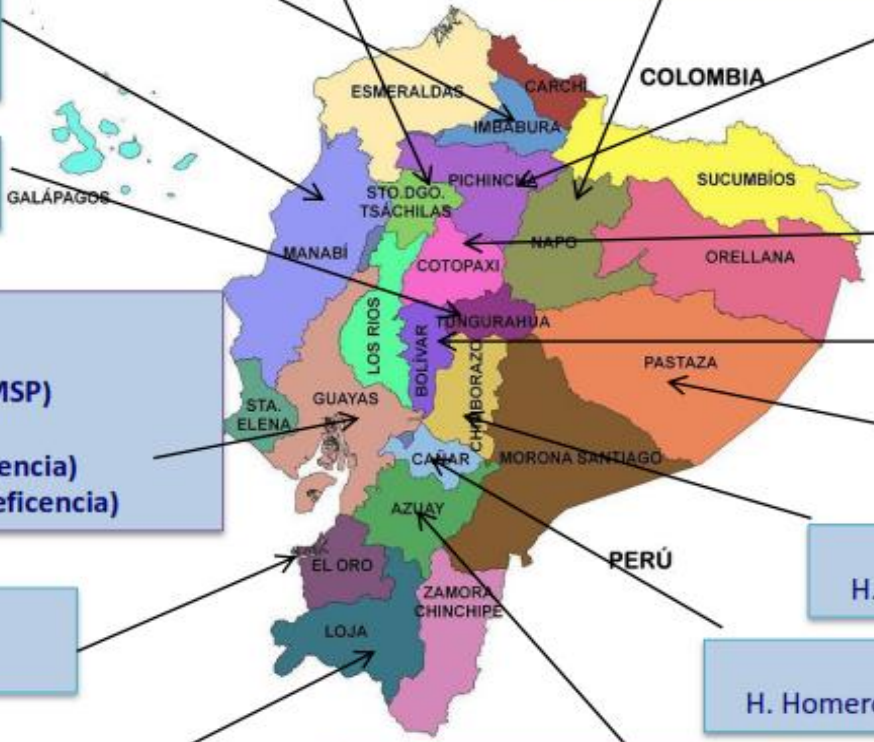 COLOMBIA
ESMERALDAS
CARCHI
IMBABURA
GALÁPAGOS
STO.DGO.
TSÁCHILAS
PICHINCHA
SUCUMBÍOS
MANABÍ
COTOPAXI
NAPO
ORELLANA
TUNGURAHUA
LOS RIOS
BOLÍVAR
CHIMBORAZO
PASTAZA
MSP)
encia)
eficencia)
STA.
ELENA
GUAYAS
CAÑAR
MORONA SANTIAGO
AZUAY
PERÚ
EL ORO
ZAMORA
CHINCHIPE
LOJA
H.
H. Homero